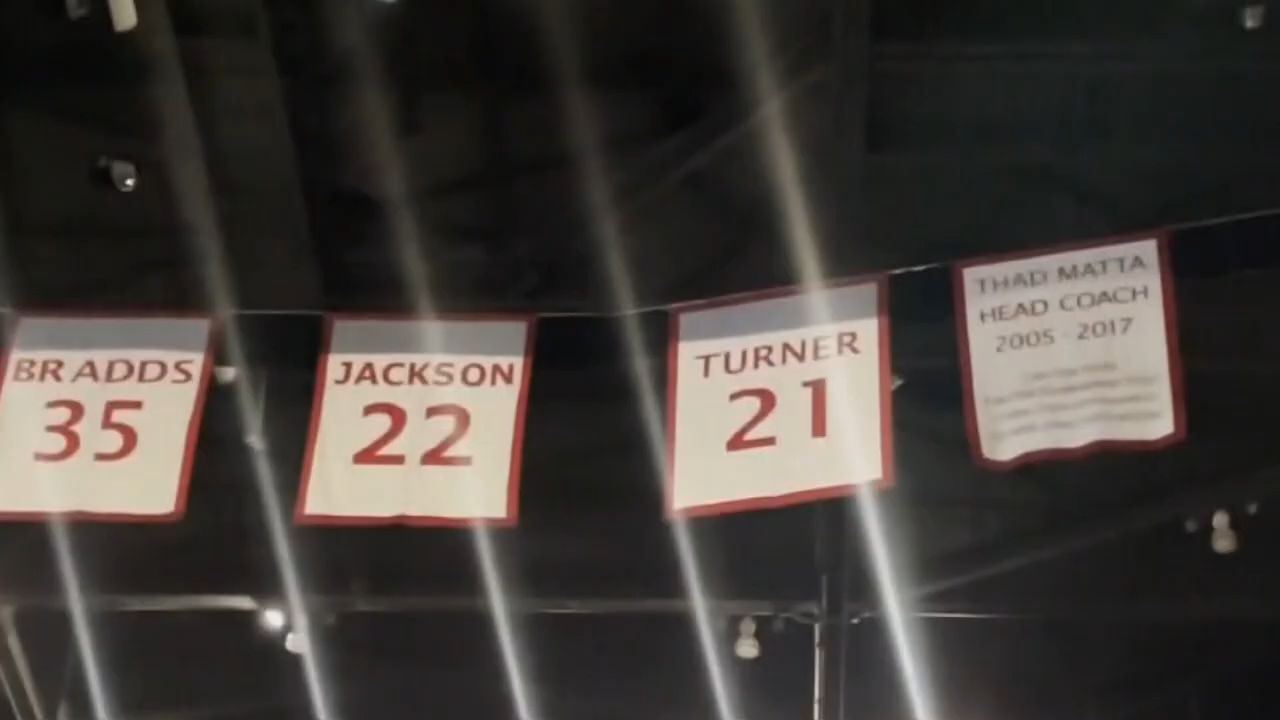 BRADDS
35
JACKSON
22
TURNER
21
THAD MATTA
HEAD COACH
2005 - 2017